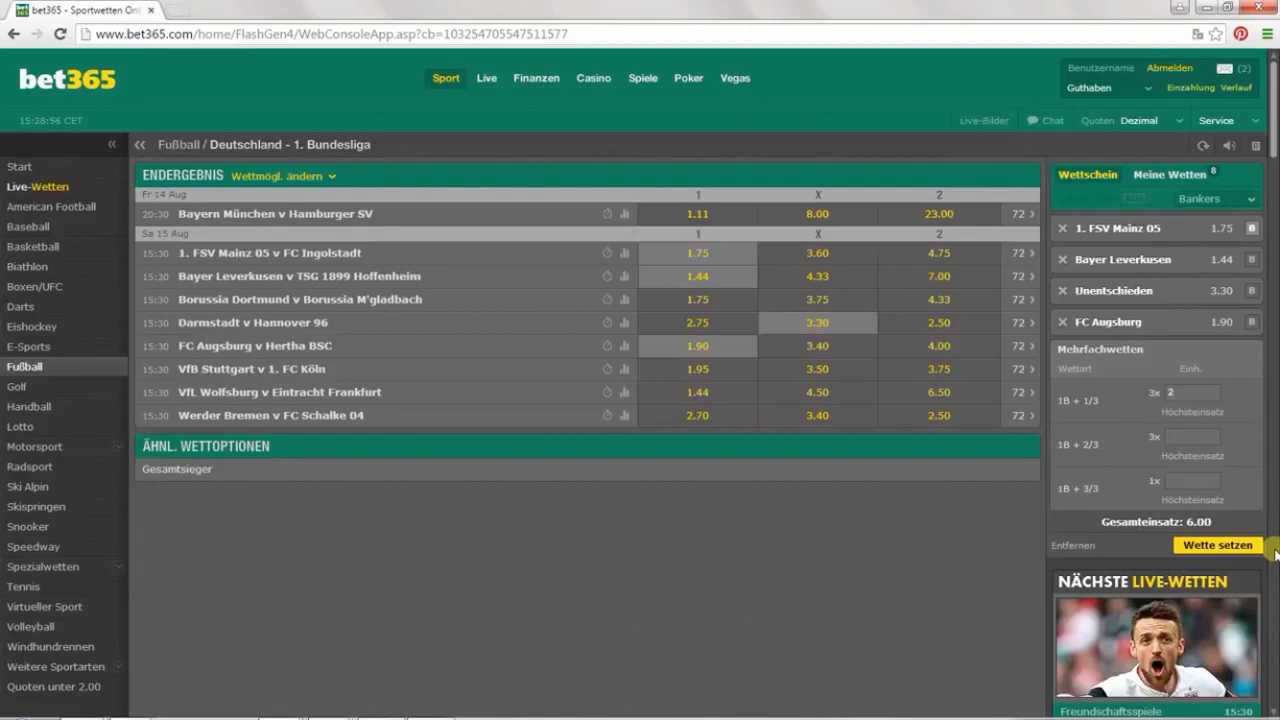 bet365 - Sportwetten Onl
www.bet365.com/home/FlashGen4/WebConsoleApp.asp?cb=103254705547511577
bet365
Sport Live Finanzen Casino Spiele Poker Vegas
Benutzername Abmelden (2)
Guthaben Einzahlung Verlauf
15:28:56 CET
Live-Bilder Chat Quoten Dezimal Service
Start
Live-Wetten
American Football
Baseball
Basketball
Biathlon
Boxen/UFC
Darts
Eishockey
E-Sports
Fußball
Golf
Handball
Lotto
Motorsport
Radsport
Ski Alpin
Skispringen
Snooker
Speedway
Spezialwetten
Tennis
Virtueller Sport
Volleyball
Windhundrennen
Weitere Sportarten
Quoten unter 2.00
Fußball / Deutschland - 1. Bundesliga
ENDERGEBNIS Wettmögl. ändern
Fr 14 Aug 1 X 2
20:30 Bayern München v Hamburger SV 1.11 8.00 23.00 72
Sa 15 Aug 1 X 2
15:30 1. FSV Mainz 05 v FC Ingolstadt 1.75 3.60 4.75 72
15:30 Bayer Leverkusen v TSG 1899 Hoffenheim 1.44 4.33 7.00 72
15:30 Borussia Dortmund v Borussia M'gladbach 1.75 3.75 4.33 72
15:30 Darmstadt v Hannover 96 2.75 3.30 2.50 72
15:30 FC Augsburg v Hertha BSC 1.90 3.40 4.00 72
15:30 VfB Stuttgart v 1. FC Köln 1.95 3.50 3.75 72
15:30 VfL Wolfsburg v Eintracht Frankfurt 1.44 4.50 6.50 72
15:30 Werder Bremen v FC Schalke 04 2.70 3.40 2.50 72
ÄHNL. WETTOPTIONEN
Gesamtsieger
Wettschein Meine Wetten 8
Bankers
1. FSV Mainz 05 1.75 B
Bayer Leverkusen 1.44 B
Unentschieden 3.30 B
FC Augsburg 1.90 B
Mehrfachwetten
Wettart Einh.
1B + 1/3 3x 2
Höchsteinsatz
1B + 2/3 3x
Höchsteinsatz
1B + 3/3 1x
Höchsteinsatz
Gesamteinsatz: 6.00
Entfernen Wette setzen
NÄCHSTE LIVE-WETTEN
Freundschaftsspiele 15:30